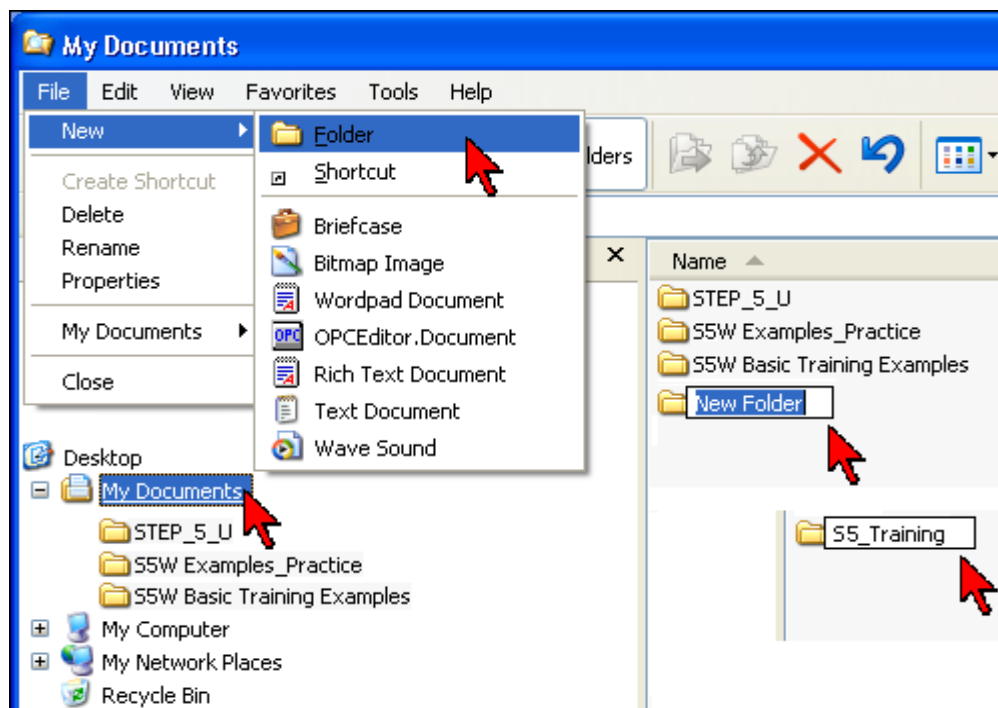 My Documents
File Edit View Favorites Tools Help
New
Create Shortcut
Delete
Rename
Properties
My Documents
Close
Folder
Shortcut
Briefcase
Bitmap Image
Wordpad Document
OPC OPCEditor.Document
Rich Text Document
Text Document
Wave Sound
lders
Desktop
My Documents
STEP_5_U
S5W Examples_Practice
S5W Basic Training Examples
My Computer
My Network Places
Recycle Bin
Name
STEP_5_U
S5W Examples_Practice
S5W Basic Training Examples
New Folder
S5_Training